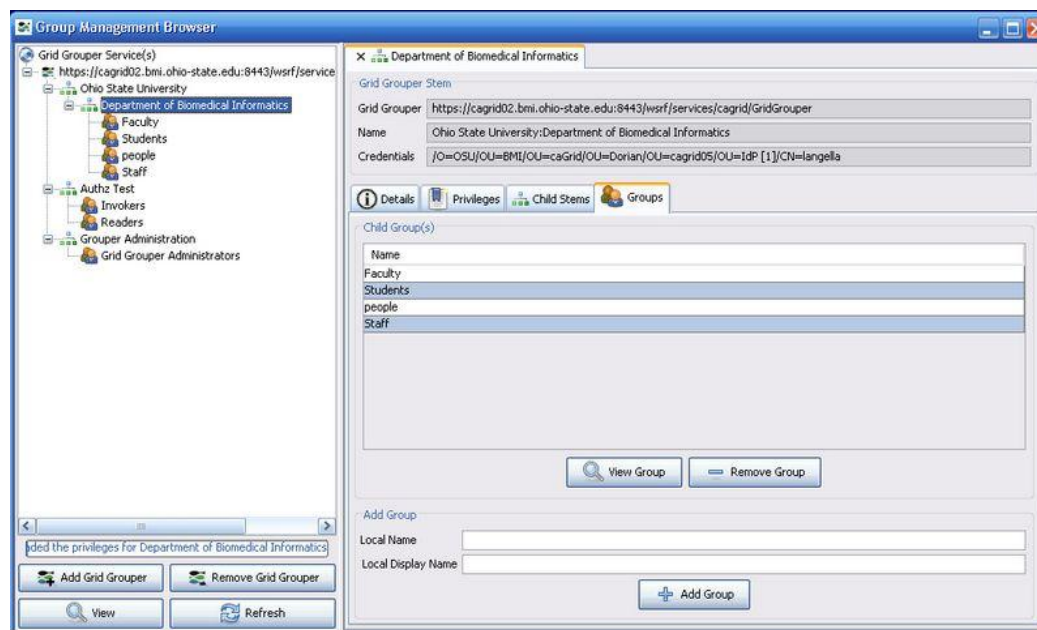 Group Management Browser
Grid Grouper Service(s)
https://cagrid02.bmi.ohio-state.edu:8443/wsrf/service
Ohio State University
Department of Biomedical Informatics
Faculty
Students
people
Staff
Authz Test
Invokers
Readers
Grouper Administration
Grid Grouper Administrators
ded the privileges for Department of Biomedical Informatics
Add Grid Grouper
Remove Grid Grouper
View
Refresh
Department of Biomedical Informatics
Grid Grouper Stem
Grid Grouper https://cagrid02.bmi.ohio-state.edu:8443/wsrf/services/cagrid/GridGrouper
Name Ohio State University:Department of Biomedical Informatics
Credentials /O=OSU/OU=BMI/OU=caGrid/OU=Dorian/OU=cagrid05/OU=IdP [1]/CN=langella
Details Privileges Child Stems Groups
Child Group(s)
Name
Faculty
Students
people
Staff
View Group Remove Group
Add Group
Local Name
Local Display Name
Add Group